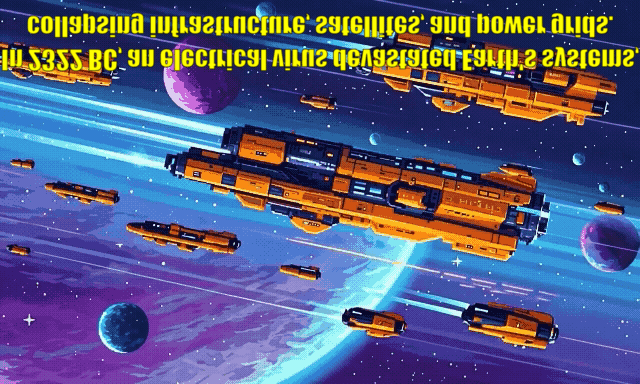 In 2322 BC, an electrical virus devastated Earth's systems,
collapsing infrastructure, satellites, and power grids.